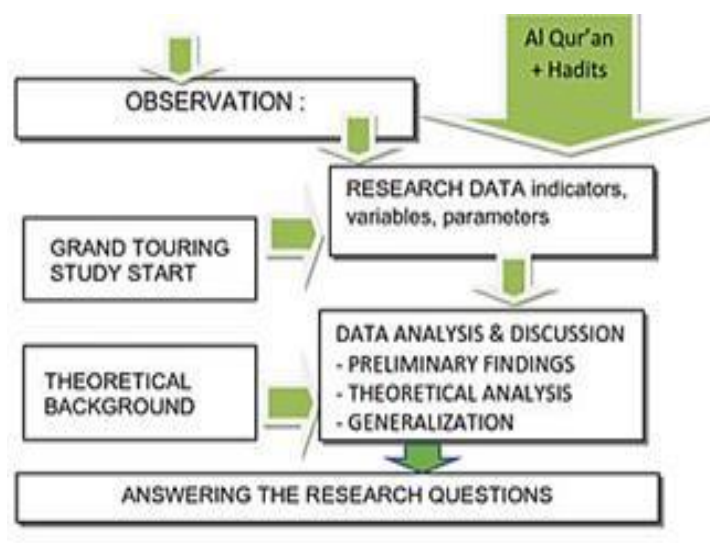 Al Qur'an
+ Hadits
OBSERVATION :
RESEARCH DATA indicators,
variables, parameters
GRAND TOURING
STUDY START
DATA ANALYSIS & DISCUSSION
- PRELIMINARY FINDINGS
- THEORETICAL ANALYSIS
- GENERALIZATION
THEORETICAL
BACKGROUND
ANSWERING THE RESEARCH QUESTIONS